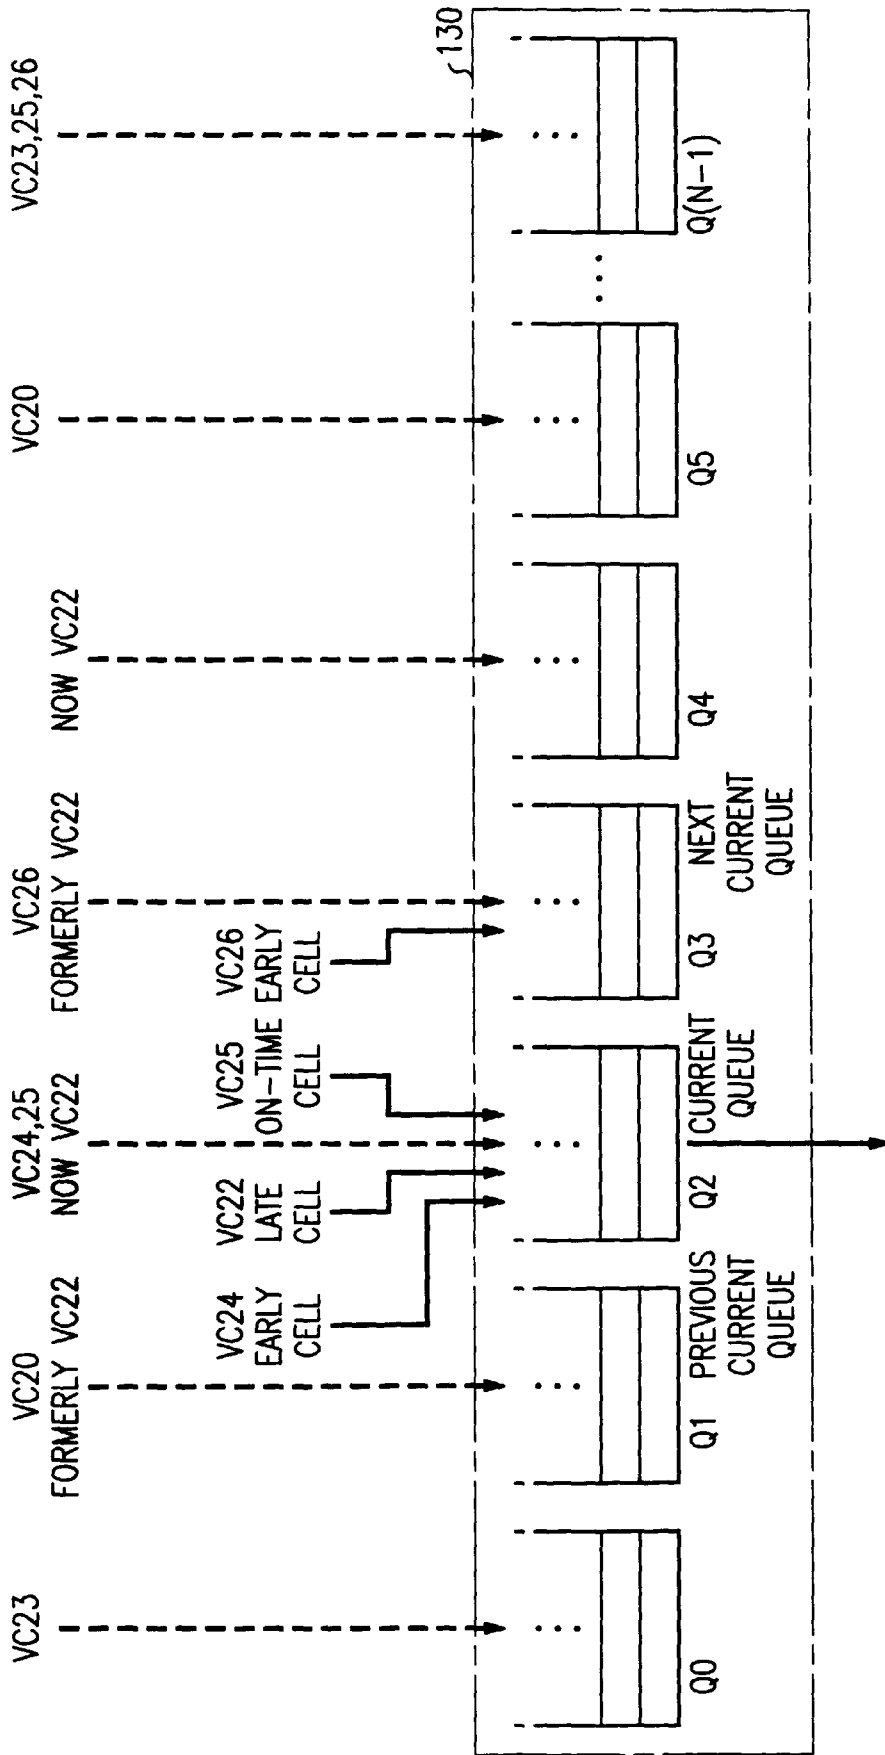 VC23
VC20
FORMERLY VC22
VC24,25
NOW VC22
VC26
FORMERLY VC22
NOW VC22
VC20
VC23,25,26
VC24
EARLY
CELL
VC22
LATE
CELL
VC25
ON-TIME
CELL
VC26
EARLY
CELL
130
...
...
...
...
...
...
...
...
Q0
Q1 PREVIOUS
CURRENT
QUEUE
Q2 CURRENT
QUEUE
Q3 NEXT
CURRENT
QUEUE
Q4
Q5
Q(N-1)